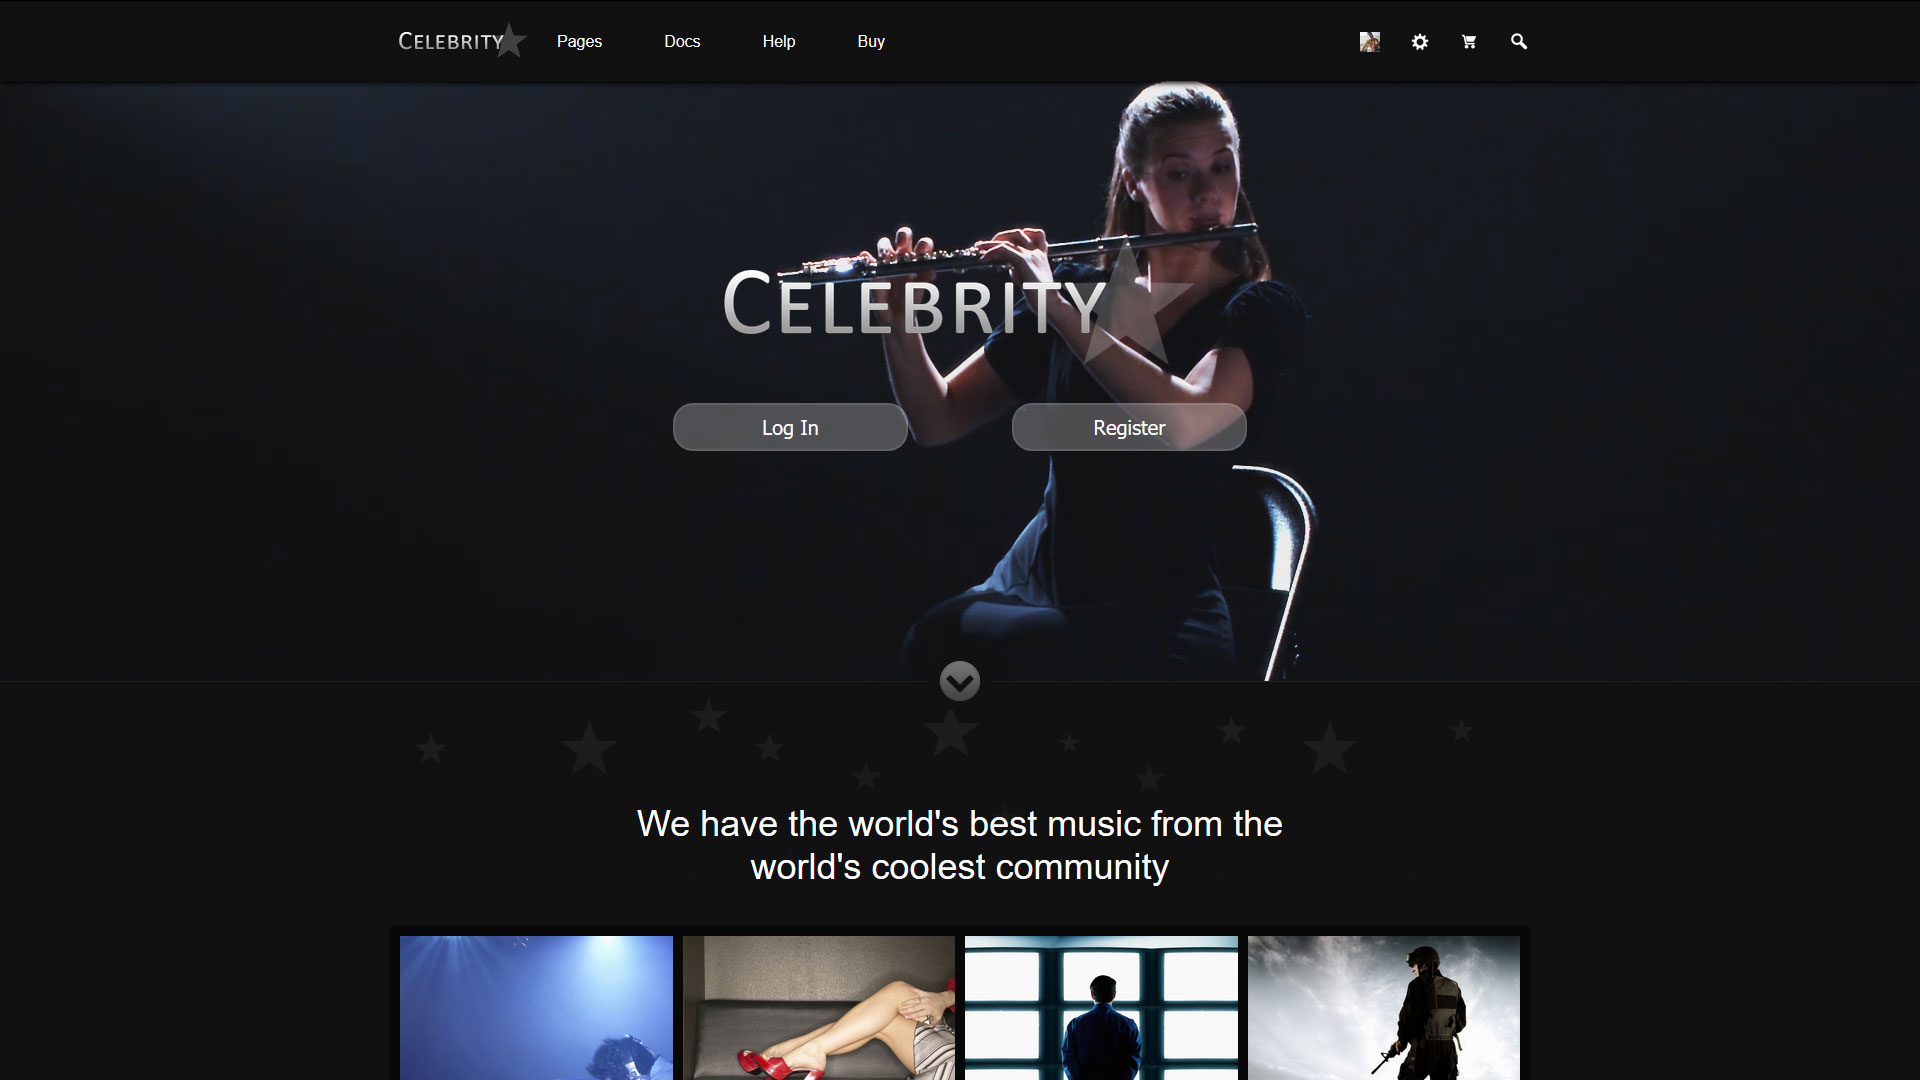 CELEBRITY Pages Docs Help Buy
CELEBRITY
Log In Register
We have the world's best music from the
world's coolest community